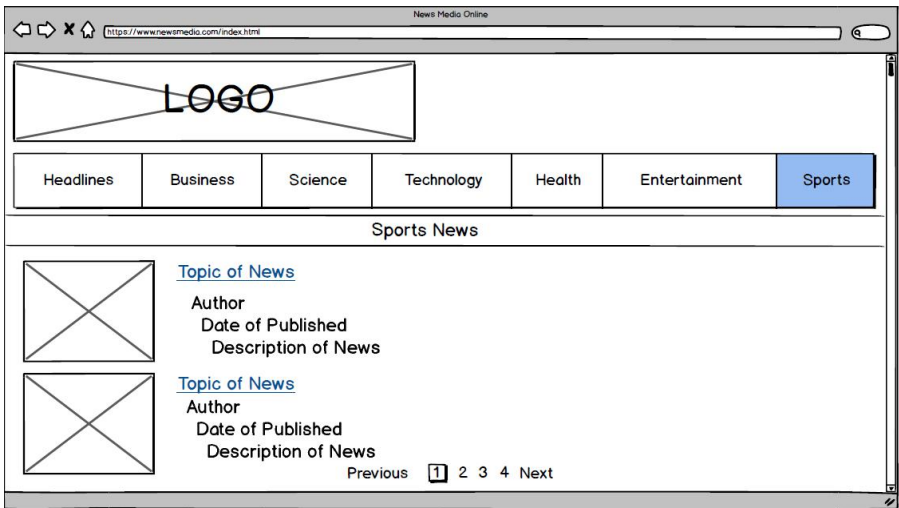 News Media Online
https://www.newsmedia.com/index.html
LOGO
Headlines Business Science Technology Health Entertainment Sports
Sports News
Topic of News
Author
Date of Published
Description of News
Topic of News
Author
Date of Published
Description of News
Previous 1 2 3 4 Next